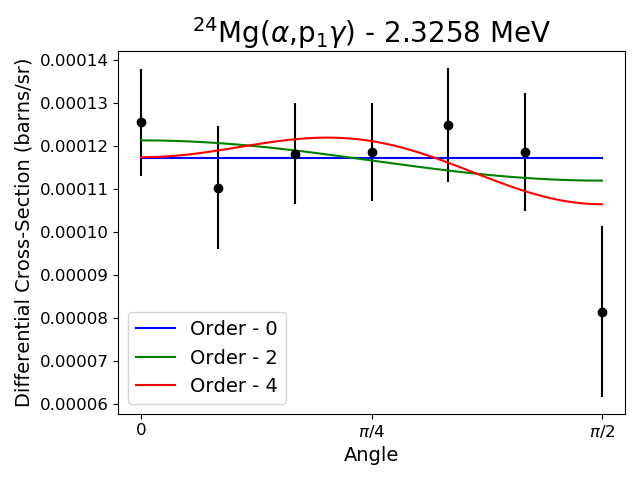 ²⁴Mg(α,p₁γ) - 2.3258 MeV
Differential Cross-Section (barns/sr)
0.00014
0.00013
0.00012
0.00011
0.00010
0.00009
0.00008
0.00007
0.00006
Order - 0
Order - 2
Order - 4
0 π/4 π/2
Angle